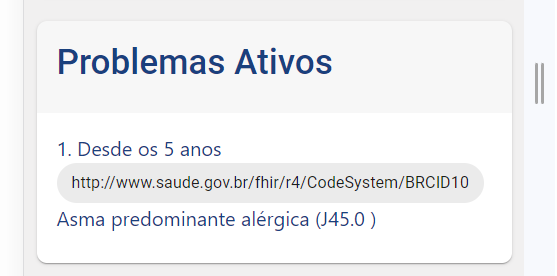 Problemas Ativos
1. Desde os 5 anos
http://www.saude.gov.br/fhir/r4/CodeSystem/BRCID10
Asma predominante alérgica (J45.0 )